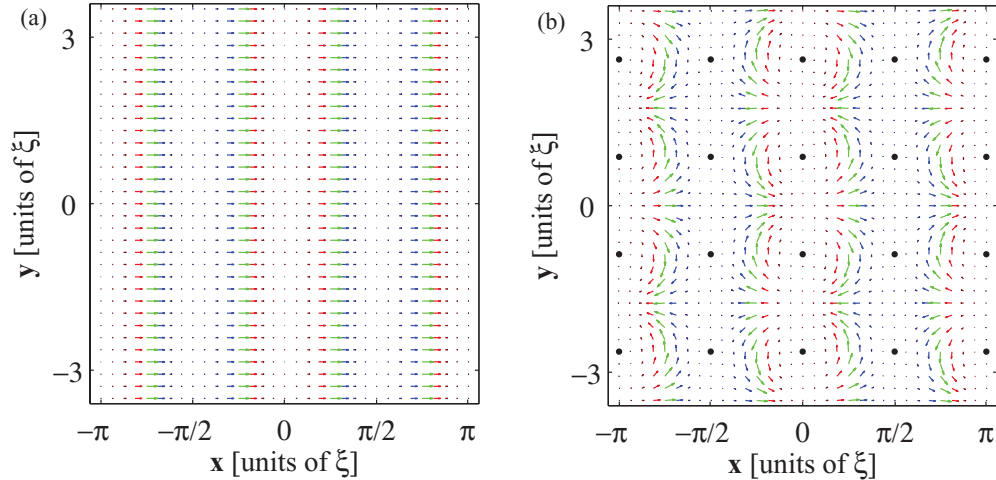 (a)
3
0
−3
y [units of ξ]
−π
−π/2
0
π/2
π
x [units of ξ]
(b)
3
0
−3
y [units of ξ]
−π
−π/2
0
π/2
π
x [units of ξ]